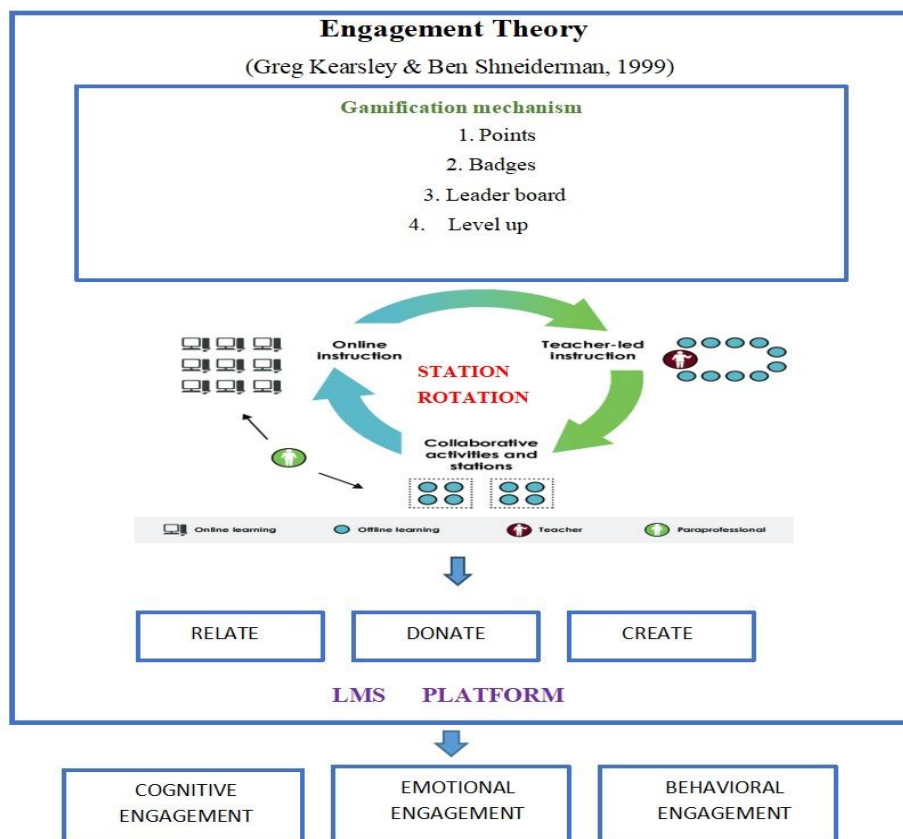 Engagement Theory
(Greg Kearsley & Ben Shneiderman, 1999)
Gamification mechanism
1. Points
2. Badges
3. Leader board
4. Level up
Online
instruction
Teacher-led
instruction
STATION
ROTATION
Collaborative
activities and
stations
Online learning
Offline learning
Teacher
Paraprofessional
RELATE
DONATE
CREATE
LMS PLATFORM
COGNITIVE
ENGAGEMENT
EMOTIONAL
ENGAGEMENT
BEHAVIORAL
ENGAGEMENT